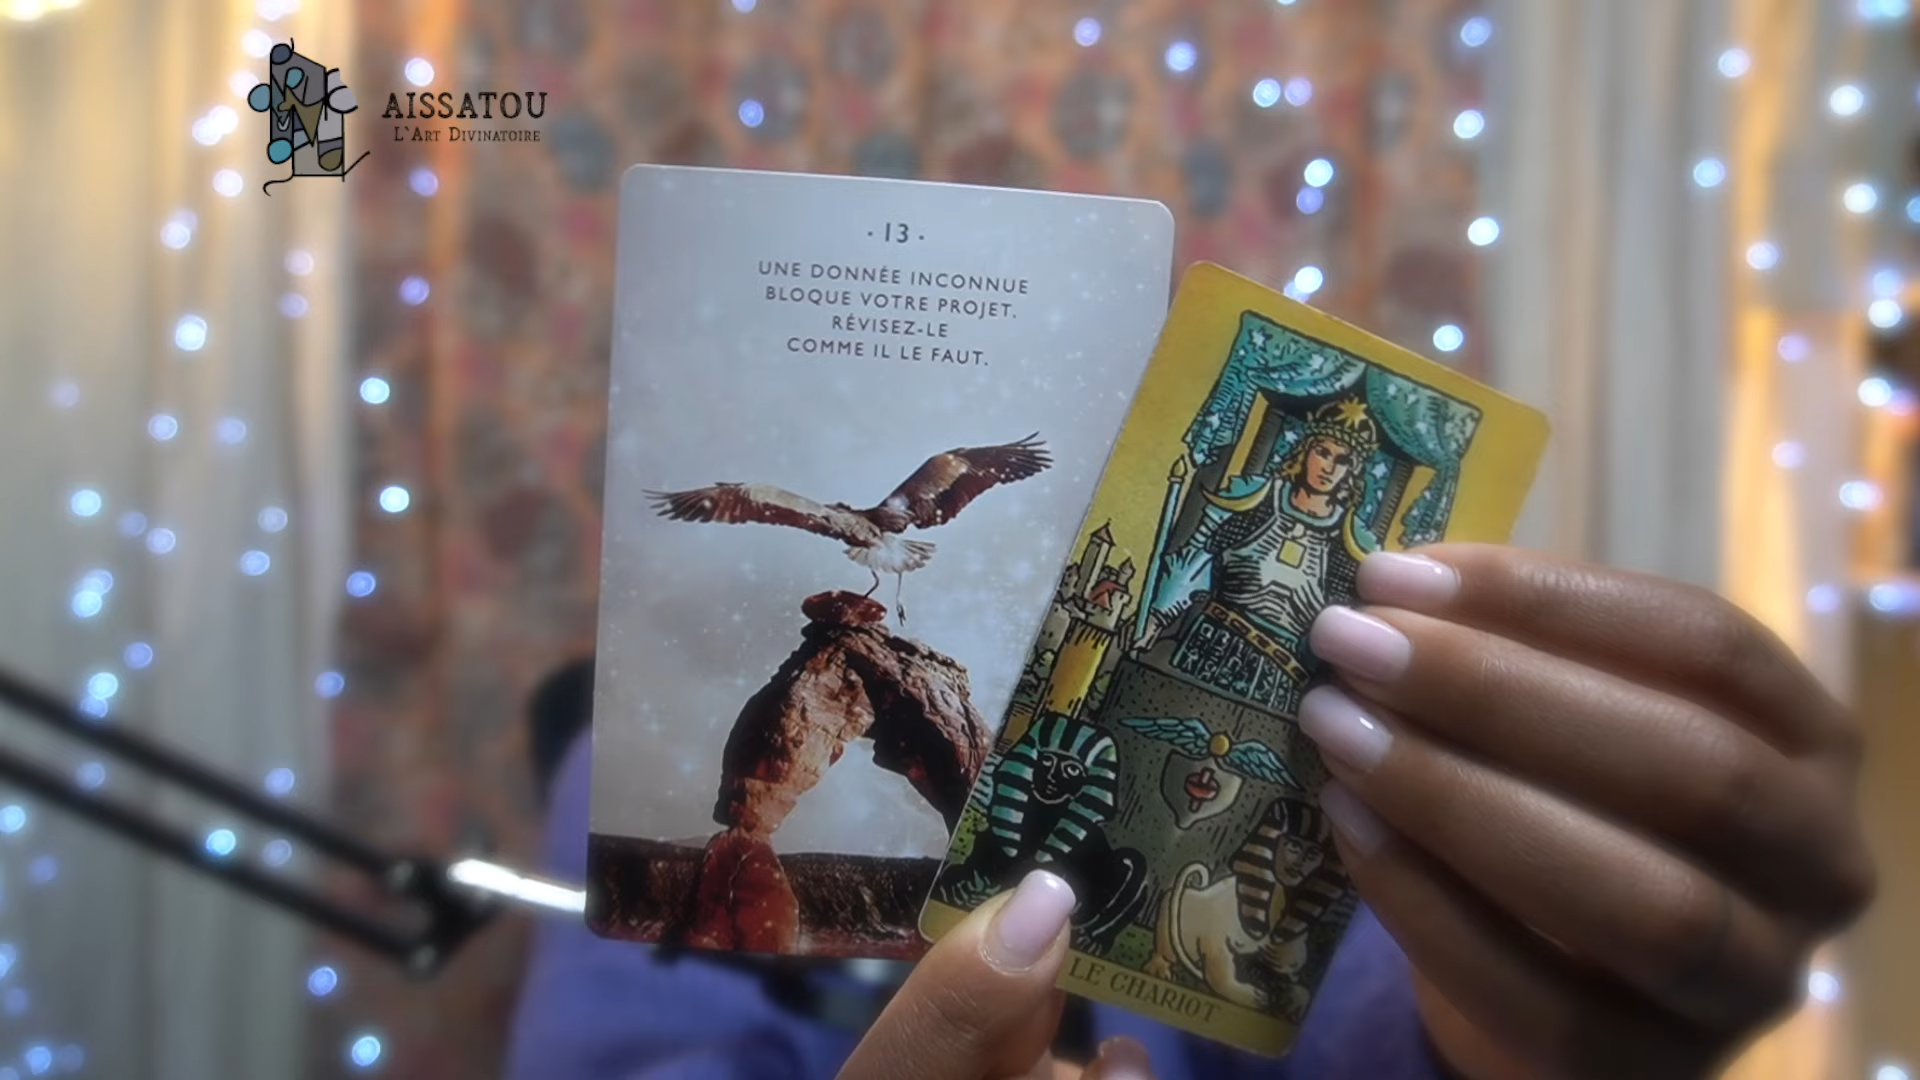 AISSATOU
L'ART DIVINATOIRE
· 13 ·
UNE DONNÉE INCONNUE
BLOQUE VOTRE PROJET.
RÉVISEZ-LE
COMME IL LE FAUT.
LE CHARIOT